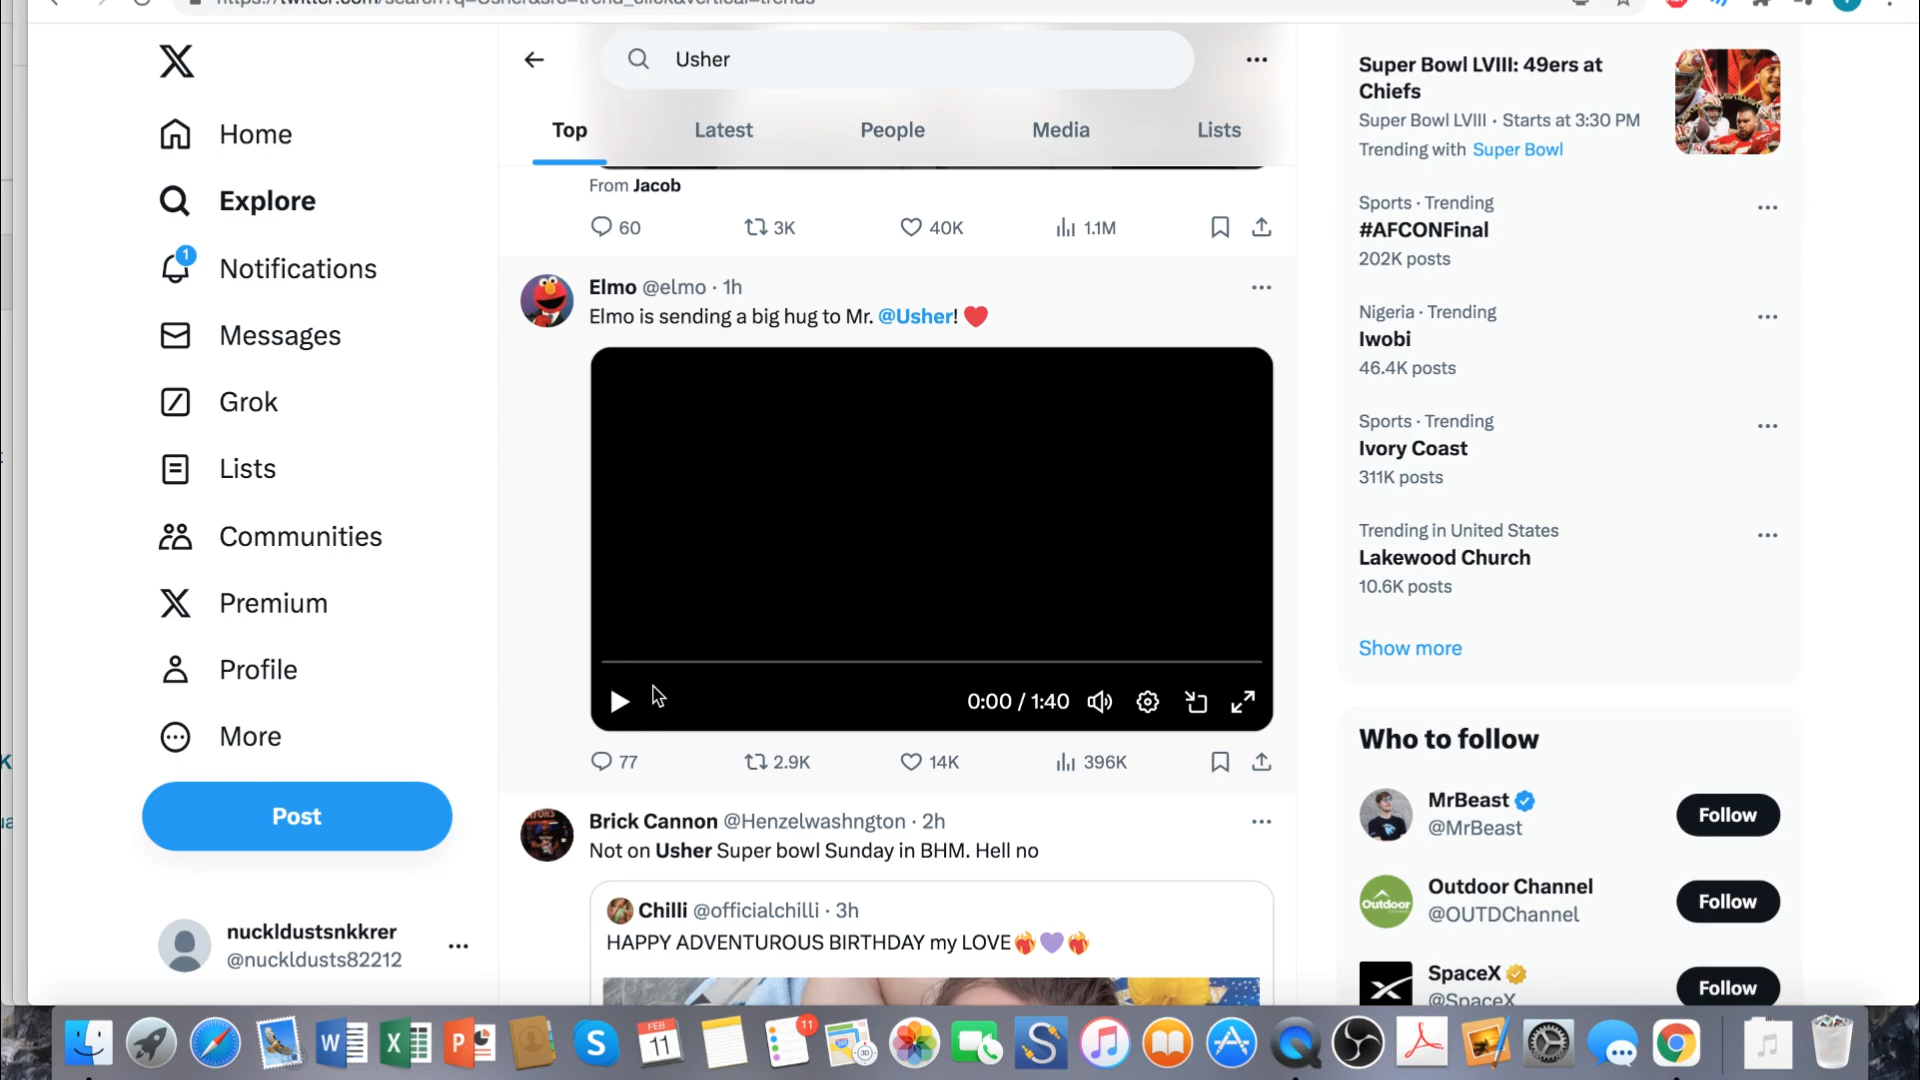 https://twitter.com/search?q=Usher&src=trend_click&vertical=trends
Home
Explore
1
Notifications
Messages
Grok
Lists
Communities
Premium
Profile
More
Post
nuckldustsnkkrer
@nuckldusts82212
Usher
Top
Latest
People
Media
Lists
From Jacob
60
3K
40K
1.1M
Elmo @elmo · 1h
Elmo is sending a big hug to Mr. @Usher! ❤️
0:00 / 1:40
77
2.9K
14K
396K
Brick Cannon @Henzelwashngton · 2h
Not on Usher Super bowl Sunday in BHM. Hell no
Chilli @officialchilli · 3h
HAPPY ADVENTUROUS BIRTHDAY my LOVE❤️‍🔥💜❤️‍🔥
Super Bowl LVIII: 49ers at
Chiefs
Super Bowl LVIII · Starts at 3:30 PM
Trending with Super Bowl
Sports · Trending
#AFCONFinal
202K posts
Nigeria · Trending
Iwobi
46.4K posts
Sports · Trending
Ivory Coast
311K posts
Trending in United States
Lakewood Church
10.6K posts
Show more
Who to follow
MrBeast
@MrBeast
Follow
Outdoor
Outdoor Channel
@OUTDChannel
Follow
SpaceX
@SpaceX
Follow
FEB
11
11
3D